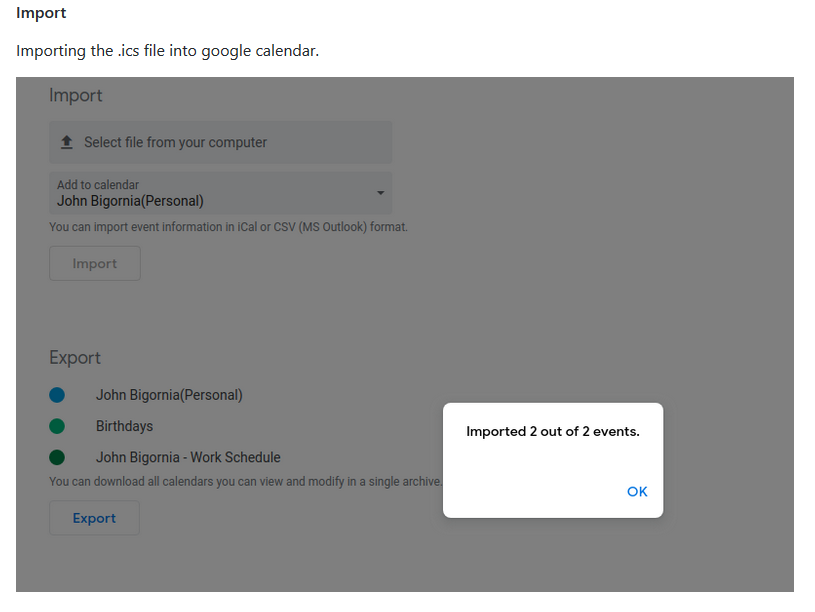 Import
Importing the .ics file into google calendar.
Import
Select file from your computer
Add to calendar
John Bigornia(Personal)
You can import event information in iCal or CSV (MS Outlook) format.
Import
Export
John Bigornia(Personal)
Birthdays
John Bigornia - Work Schedule
You can download all calendars you can view and modify in a single archive.
Export
Imported 2 out of 2 events.
OK